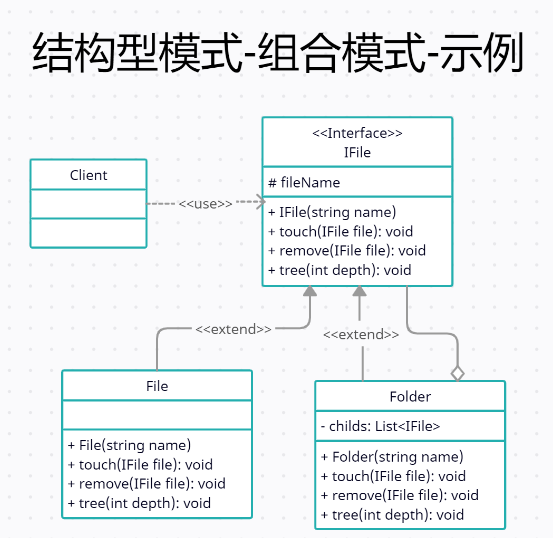 结构型模式-组合模式-示例
<<Interface>>
IFile
Client
# fileName
<<use>>
+ IFile(string name)
+ touch(IFile file): void
+ remove(IFile file): void
+ tree(int depth): void
<<extend>>
<<extend>>
File
+ File(string name)
+ touch(IFile file): void
+ remove(IFile file): void
+ tree(int depth): void
Folder
- childs: List<IFile>
+ Folder(string name)
+ touch(IFile file): void
+ remove(IFile file): void
+ tree(int depth): void